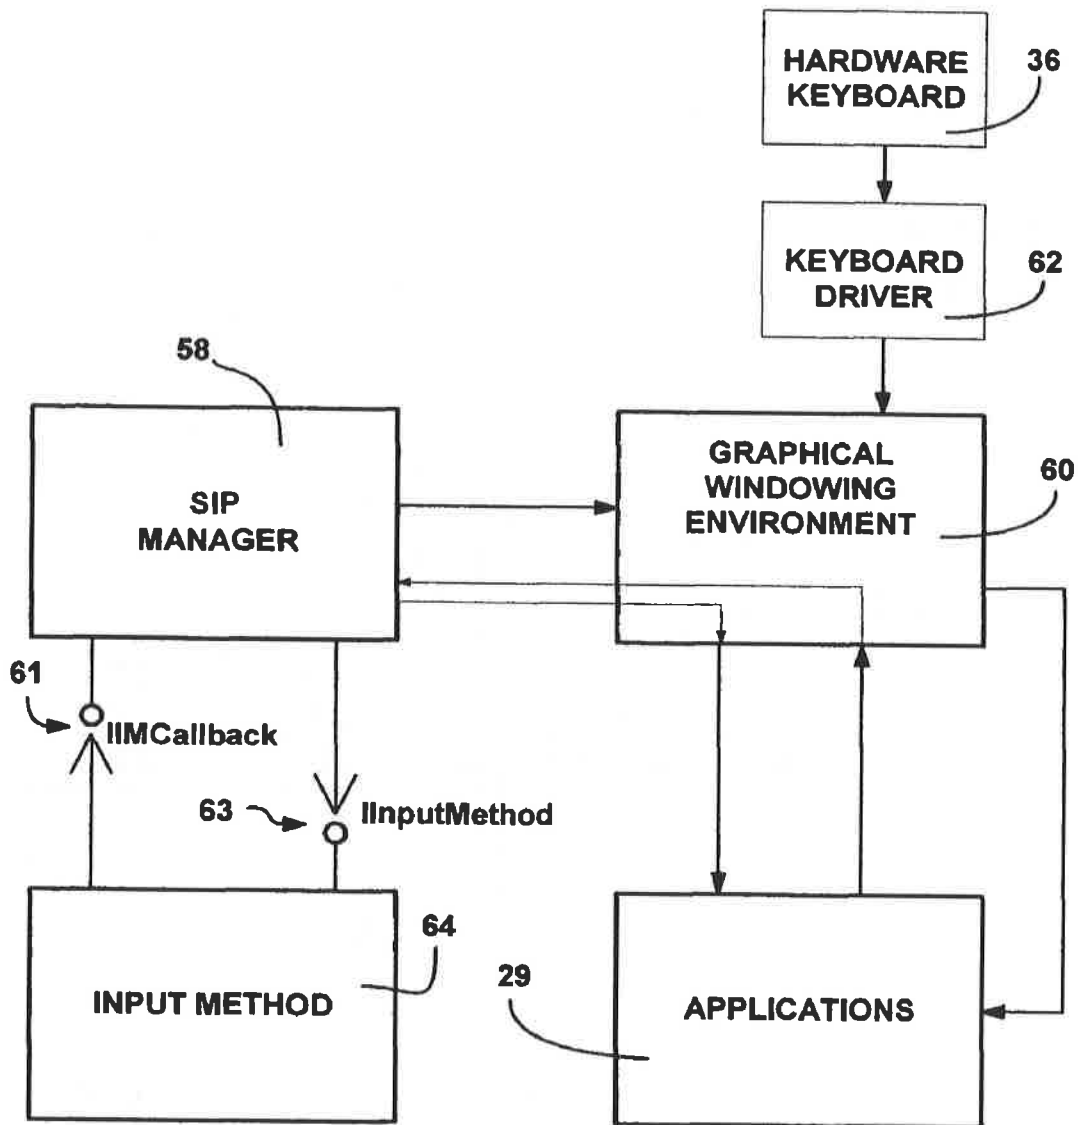 HARDWARE
KEYBOARD
36
KEYBOARD
DRIVER
62
58
SIP
MANAGER
GRAPHICAL
WINDOWING
ENVIRONMENT
60
61
IIMCallback
63
IInputMethod
64
INPUT METHOD
29
APPLICATIONS